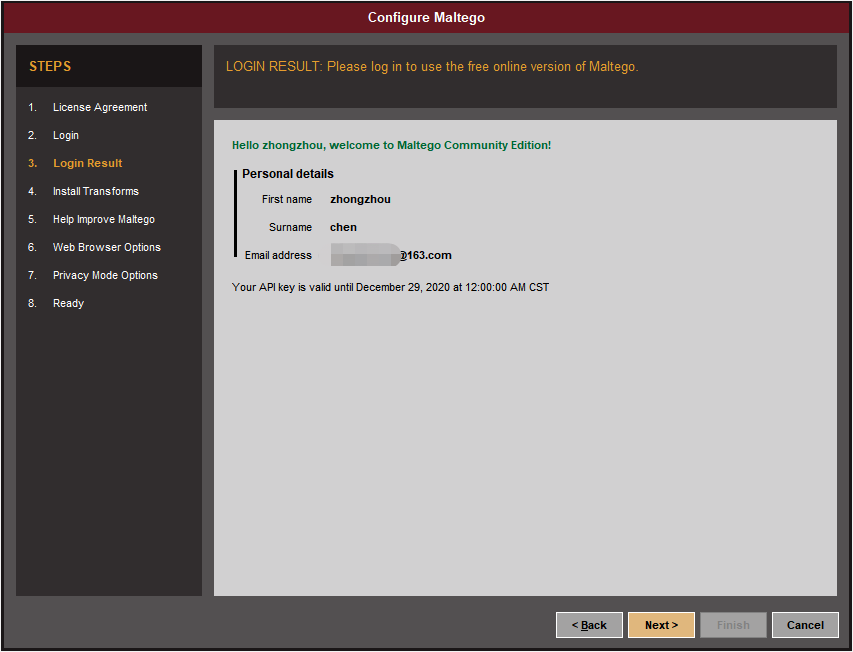 Configure Maltego
STEPS
1. License Agreement
2. Login
3. Login Result
4. Install Transforms
5. Help Improve Maltego
6. Web Browser Options
7. Privacy Mode Options
8. Ready
LOGIN RESULT: Please log in to use the free online version of Maltego.
Hello zhongzhou, welcome to Maltego Community Edition!
Personal details
First name zhongzhou
Surname chen
Email address @163.com
Your API key is valid until December 29, 2020 at 12:00:00 AM CST
< Back Next > Finish Cancel